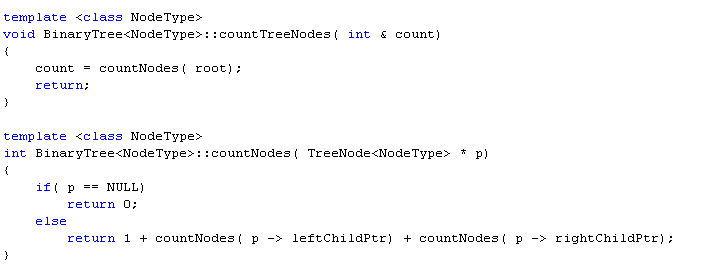 template <class NodeType>
void BinaryTree<NodeType>::countTreeNodes( int & count)
{
    count = countNodes( root);
    return;
}

template <class NodeType>
int BinaryTree<NodeType>::countNodes( TreeNode<NodeType> * p)
{
    if( p == NULL)
        return 0;
    else
        return 1 + countNodes( p -> leftChildPtr) + countNodes( p -> rightChildPtr);
}